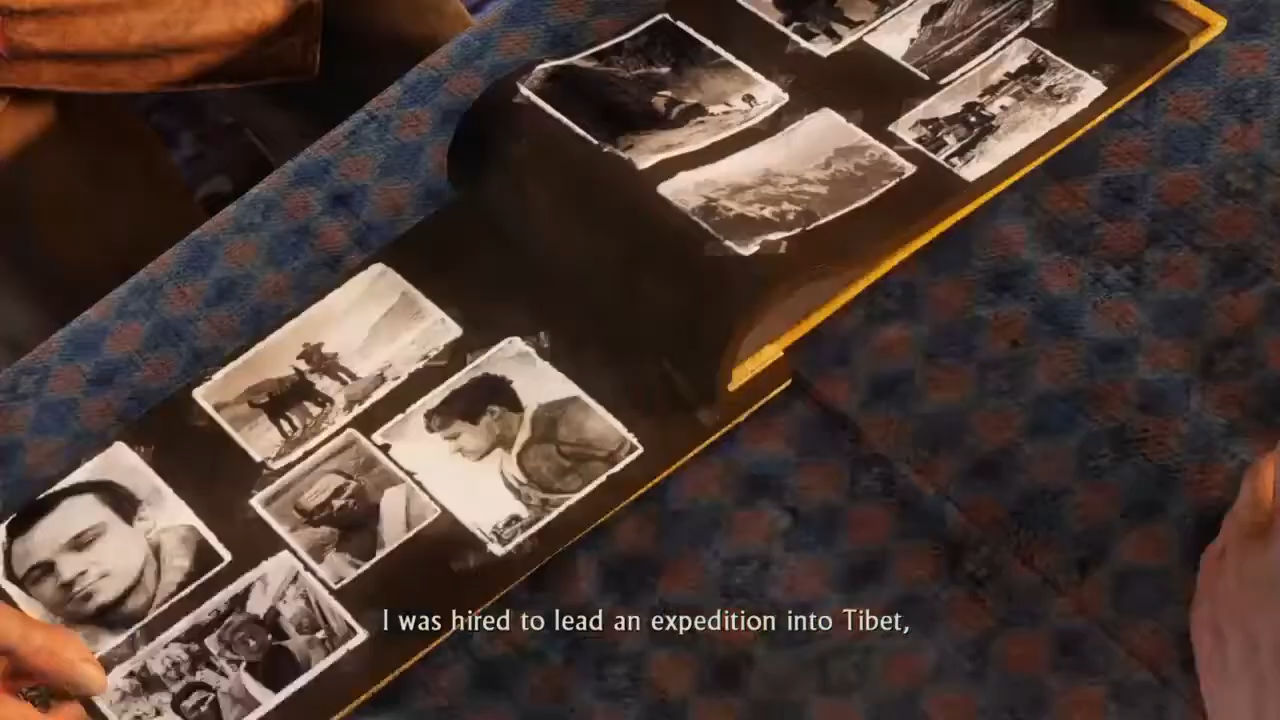 I was hired to lead an expedition into Tibet,